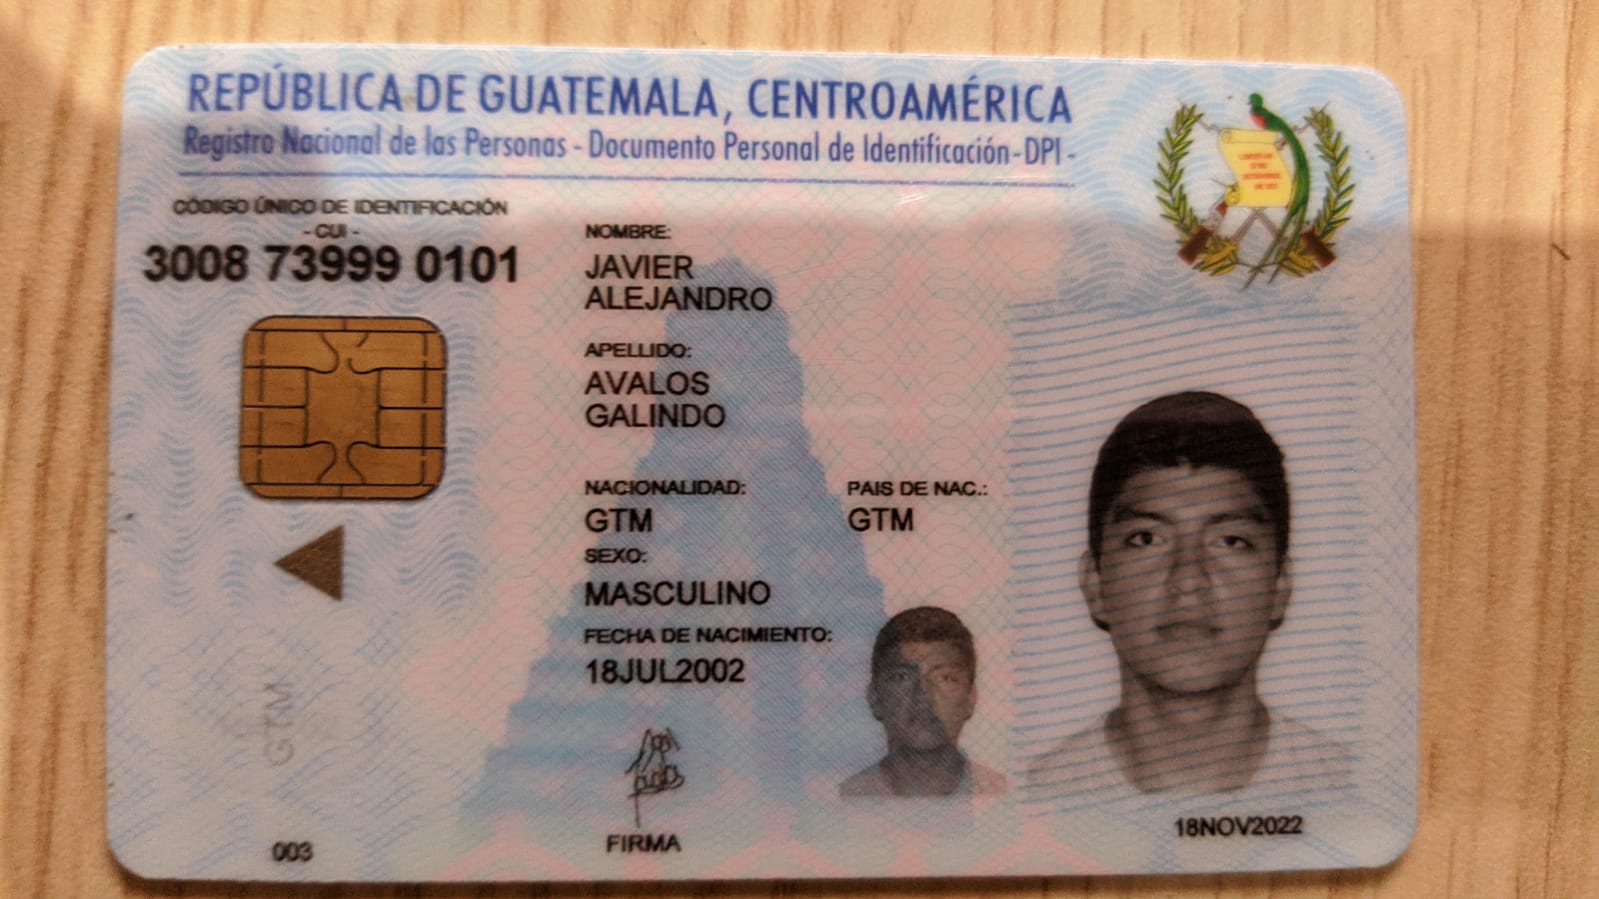 REPÚBLICA DE GUATEMALA, CENTROAMÉRICA
Registro Nacional de las Personas - Documento Personal de Identificación - DPI -
CÓDIGO ÚNICO DE IDENTIFICACIÓN
- CUI -
3008 73999 0101
NOMBRE:
JAVIER
ALEJANDRO
APELLIDO:
AVALOS
GALINDO
NACIONALIDAD:
GTM
PAIS DE NAC.:
GTM
SEXO:
MASCULINO
FECHA DE NACIMIENTO:
18JUL2002
FIRMA
GTM
003
18NOV2022